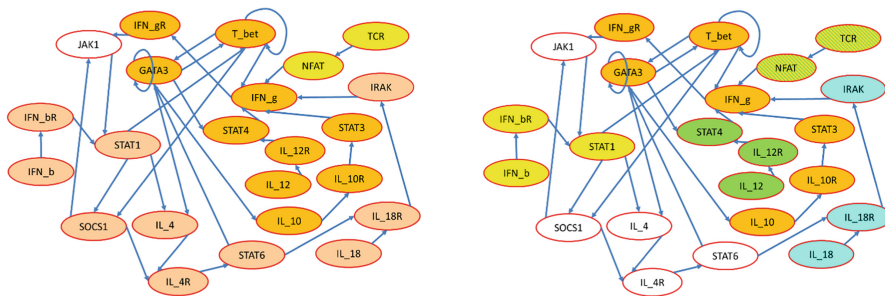 IFN_gR
T_bet
JAK1
TCR
GATA3
NFAT
IRAK
IFN_g
IFN_bR
STAT4
STAT3
STAT1
IL_12R
IFN_b
IL_12
IL_10R
SOCS1
IL_4
IL_10
IL_18R
STAT6
IL_18
IL_4R
IFN_gR
T_bet
JAK1
TCR
GATA3
NFAT
IRAK
IFN_g
IFN_bR
STAT4
STAT3
STAT1
IL_12R
IFN_b
IL_12
IL_10R
SOCS1
IL_4
IL_10
IL_18R
STAT6
IL_18
IL_4R